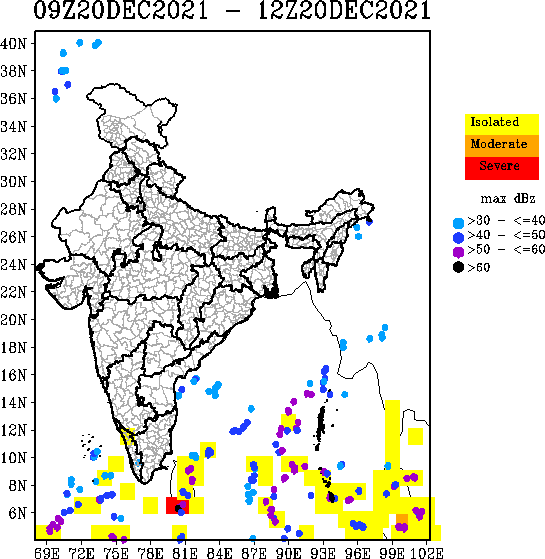 09Z20DEC2021 - 12Z20DEC2021
40N
38N
36N
34N
32N
30N
28N
26N
24N
22N
20N
18N
16N
14N
12N
10N
8N
6N
69E 72E 75E 78E 81E 84E 87E 90E 93E 96E 99E 102E
Isolated
Moderate
Severe
max dBz
>30 - <=40
>40 - <=50
>50 - <=60
>60